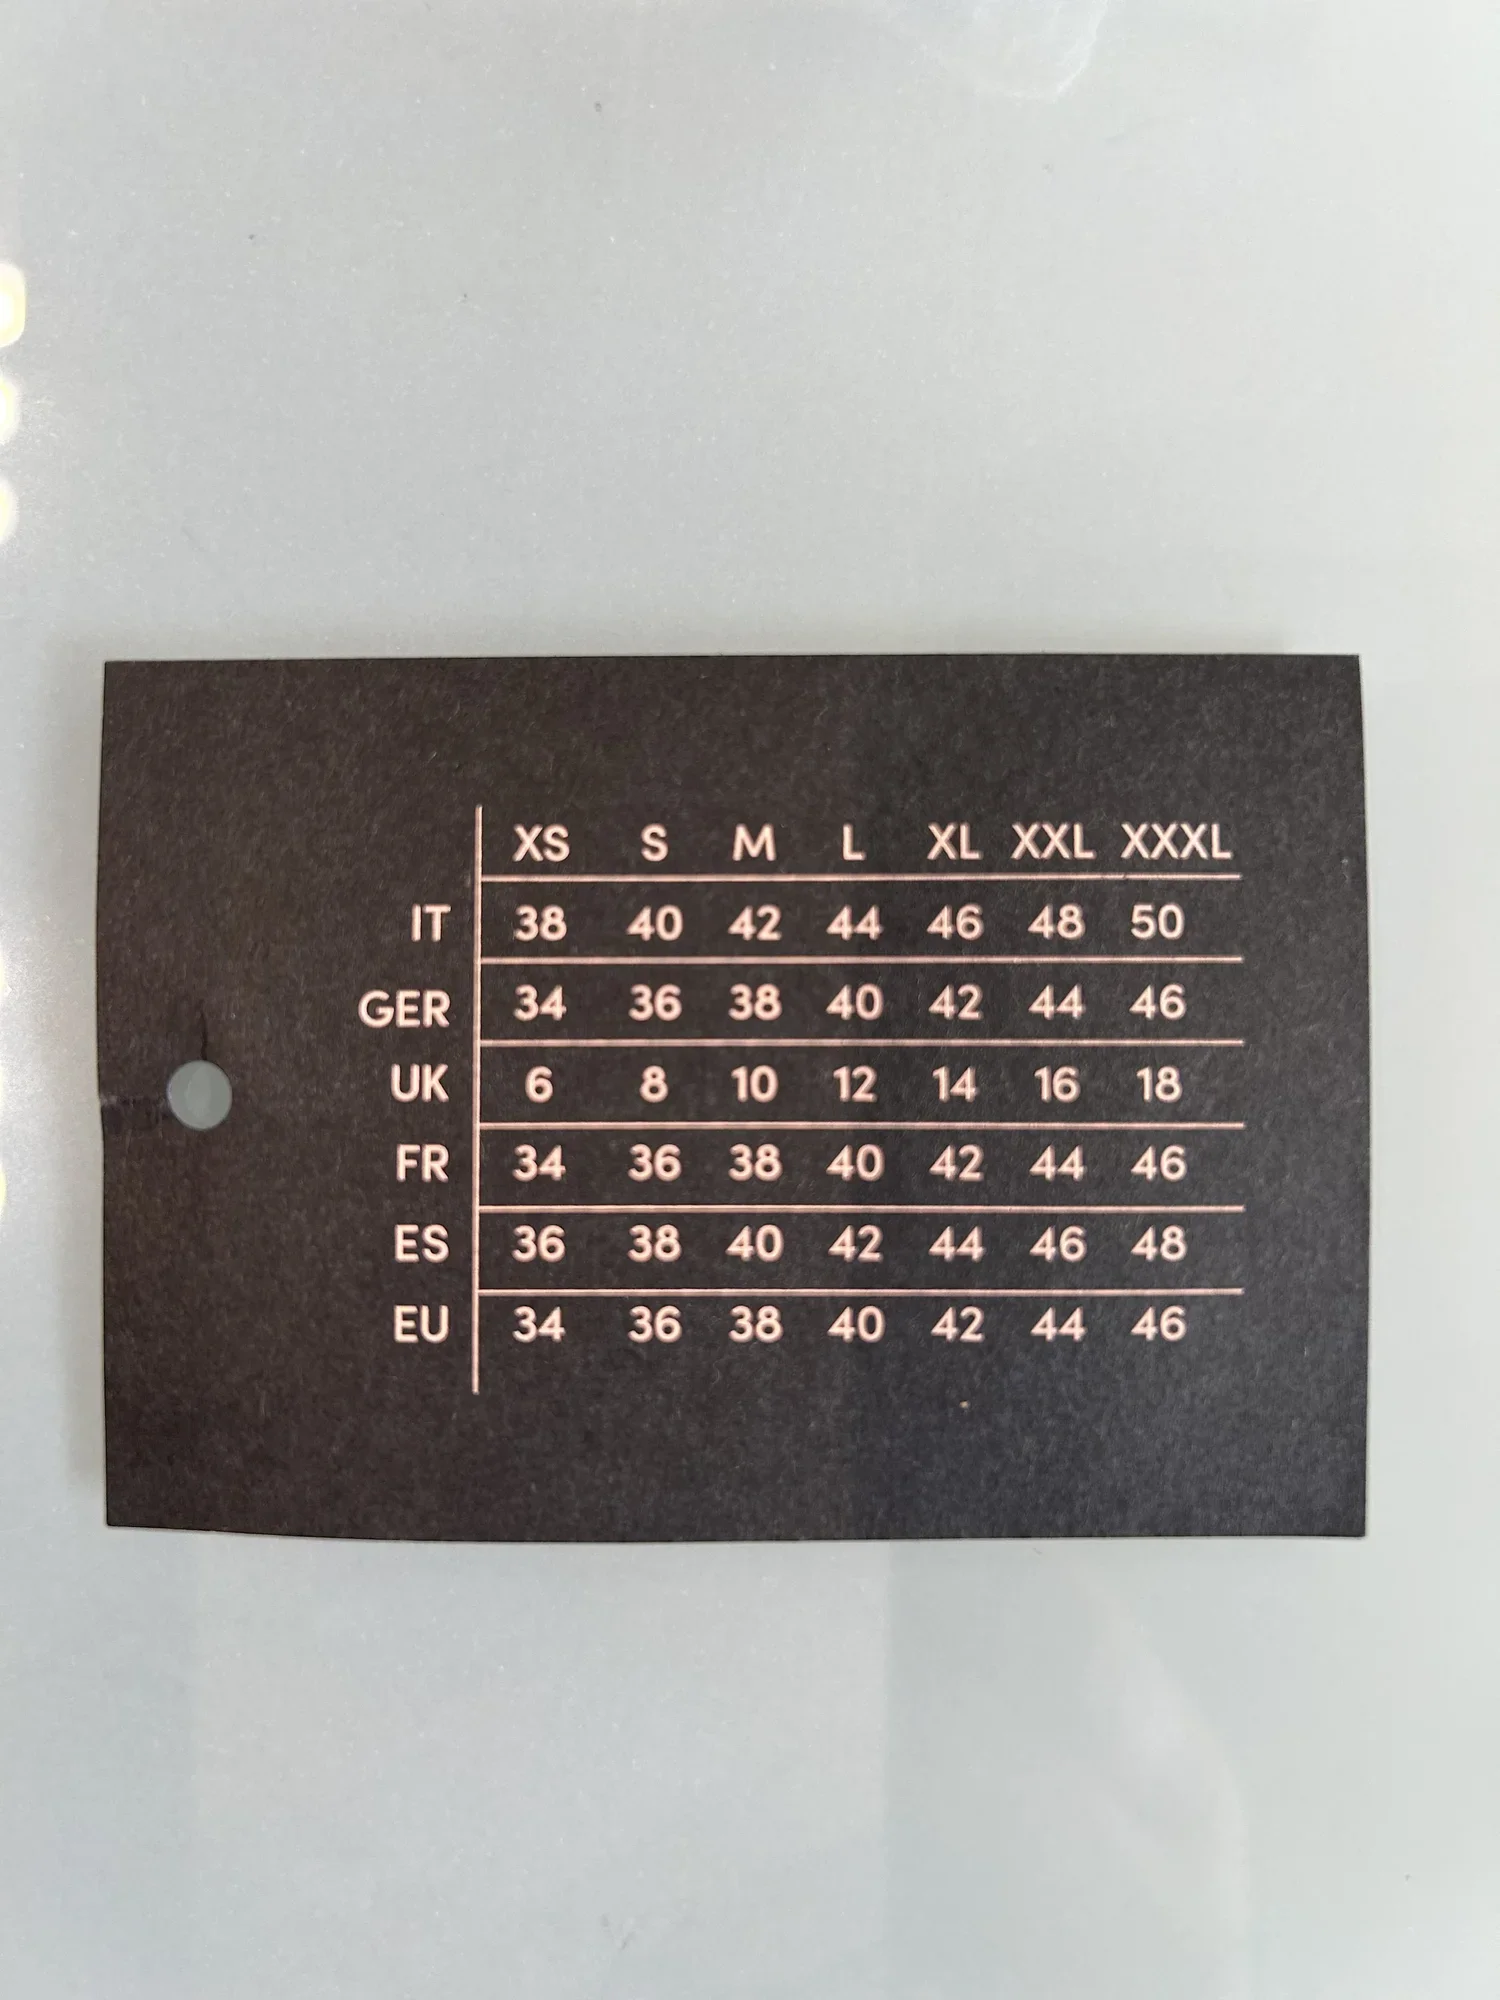 XS S M L XL XXL XXXL
IT 38 40 42 44 46 48 50
GER 34 36 38 40 42 44 46
UK 6 8 10 12 14 16 18
FR 34 36 38 40 42 44 46
ES 36 38 40 42 44 46 48
EU 34 36 38 40 42 44 46